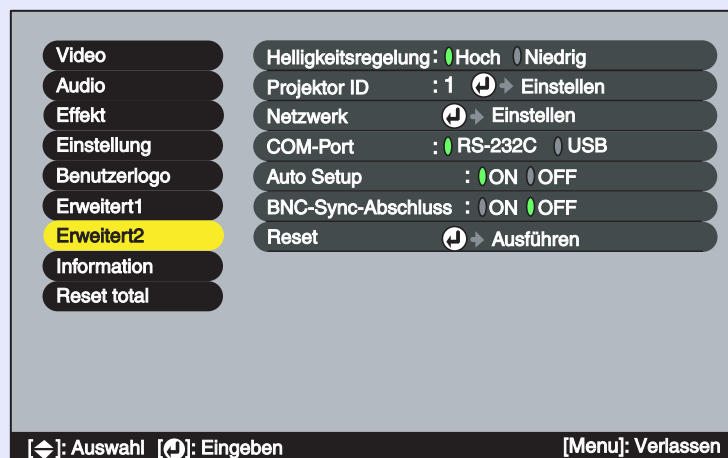 Video
Audio
Effekt
Einstellung
Benutzerlogo
Erweitert1
Erweitert2
Information
Reset total
Helligkeitsregelung : Hoch Niedrig
Projektor ID : 1 Einstellen
Netzwerk Einstellen
COM-Port : RS-232C USB
Auto Setup : ON OFF
BNC-Sync-Abschluss : ON OFF
Reset Ausführen
[ ]: Auswahl [ ]: Eingeben [Menu]: Verlassen